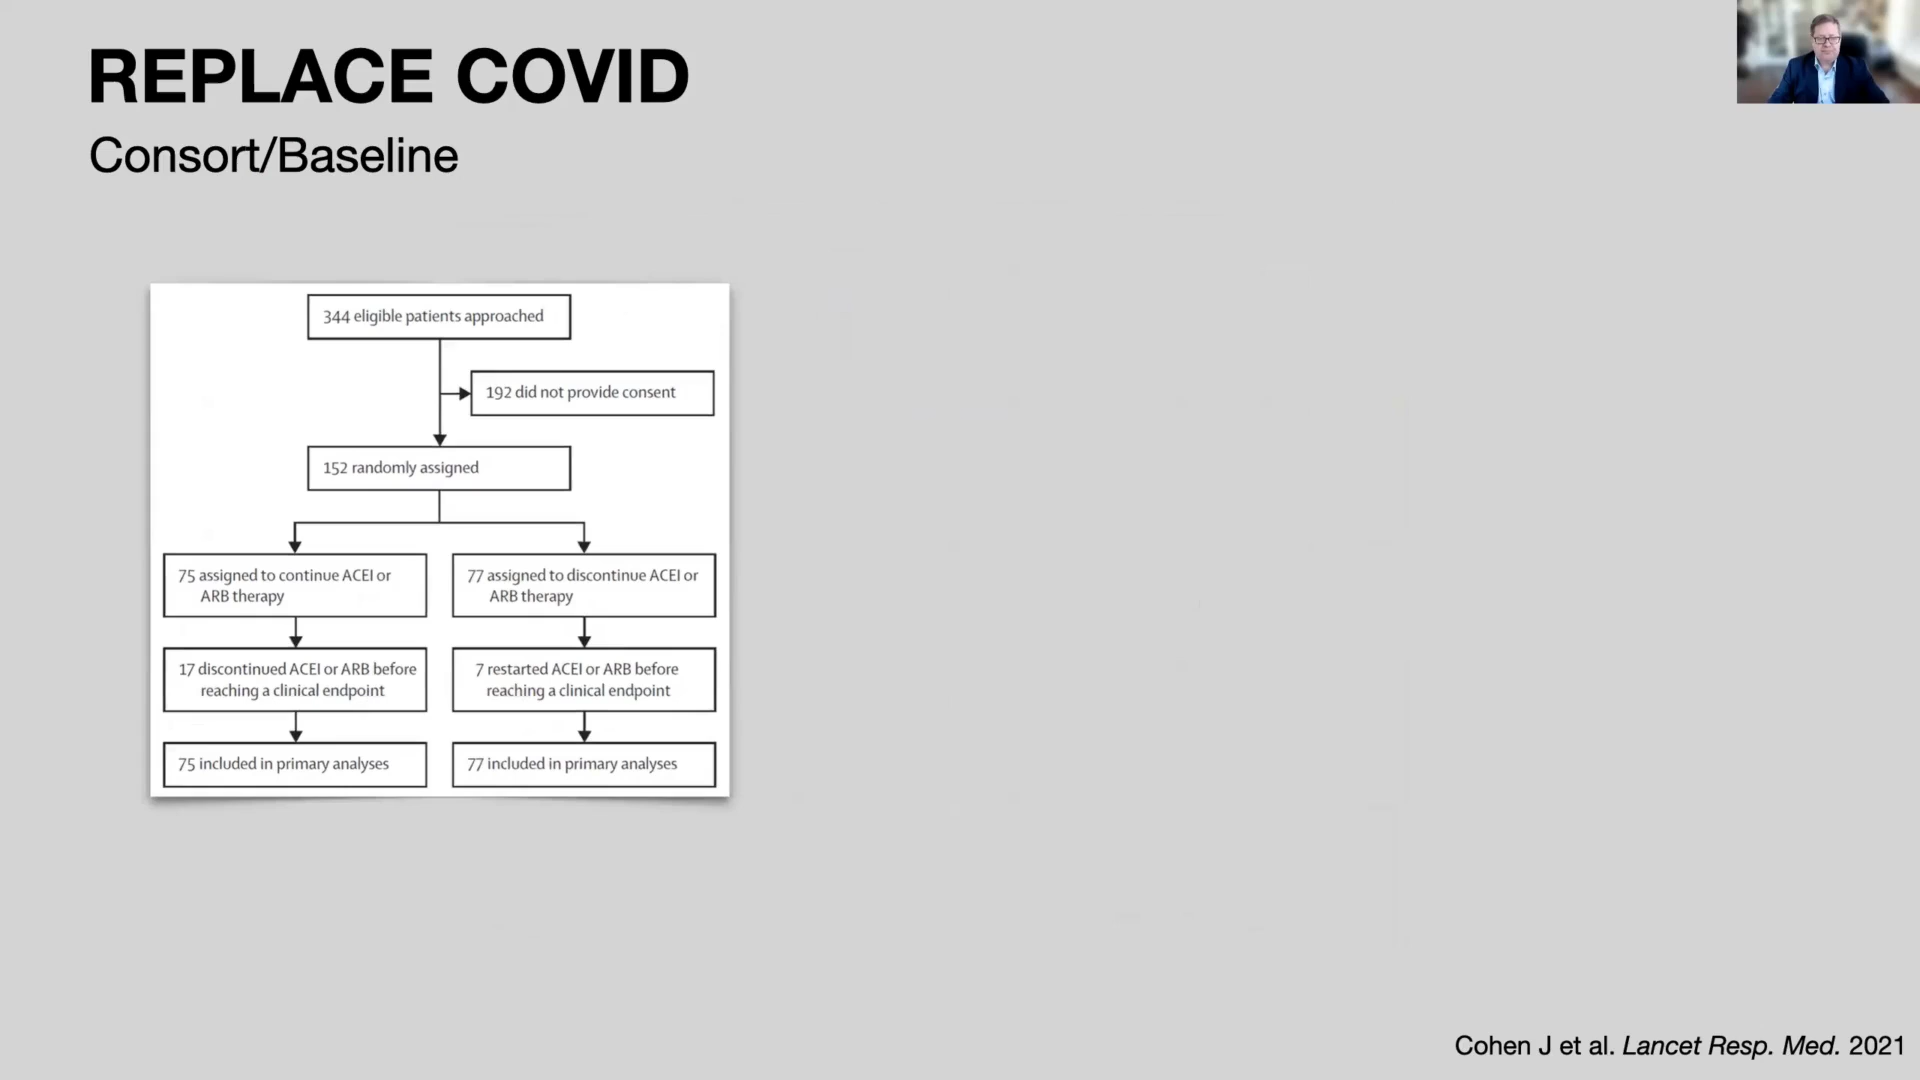 REPLACE COVID
Consort/Baseline
344 eligible patients approached
192 did not provide consent
152 randomly assigned
75 assigned to continue ACEI or
ARB therapy
77 assigned to discontinue ACEI or
ARB therapy
17 discontinued ACEI or ARB before
reaching a clinical endpoint
7 restarted ACEI or ARB before
reaching a clinical endpoint
75 included in primary analyses
77 included in primary analyses
Cohen J et al. Lancet Resp. Med. 2021